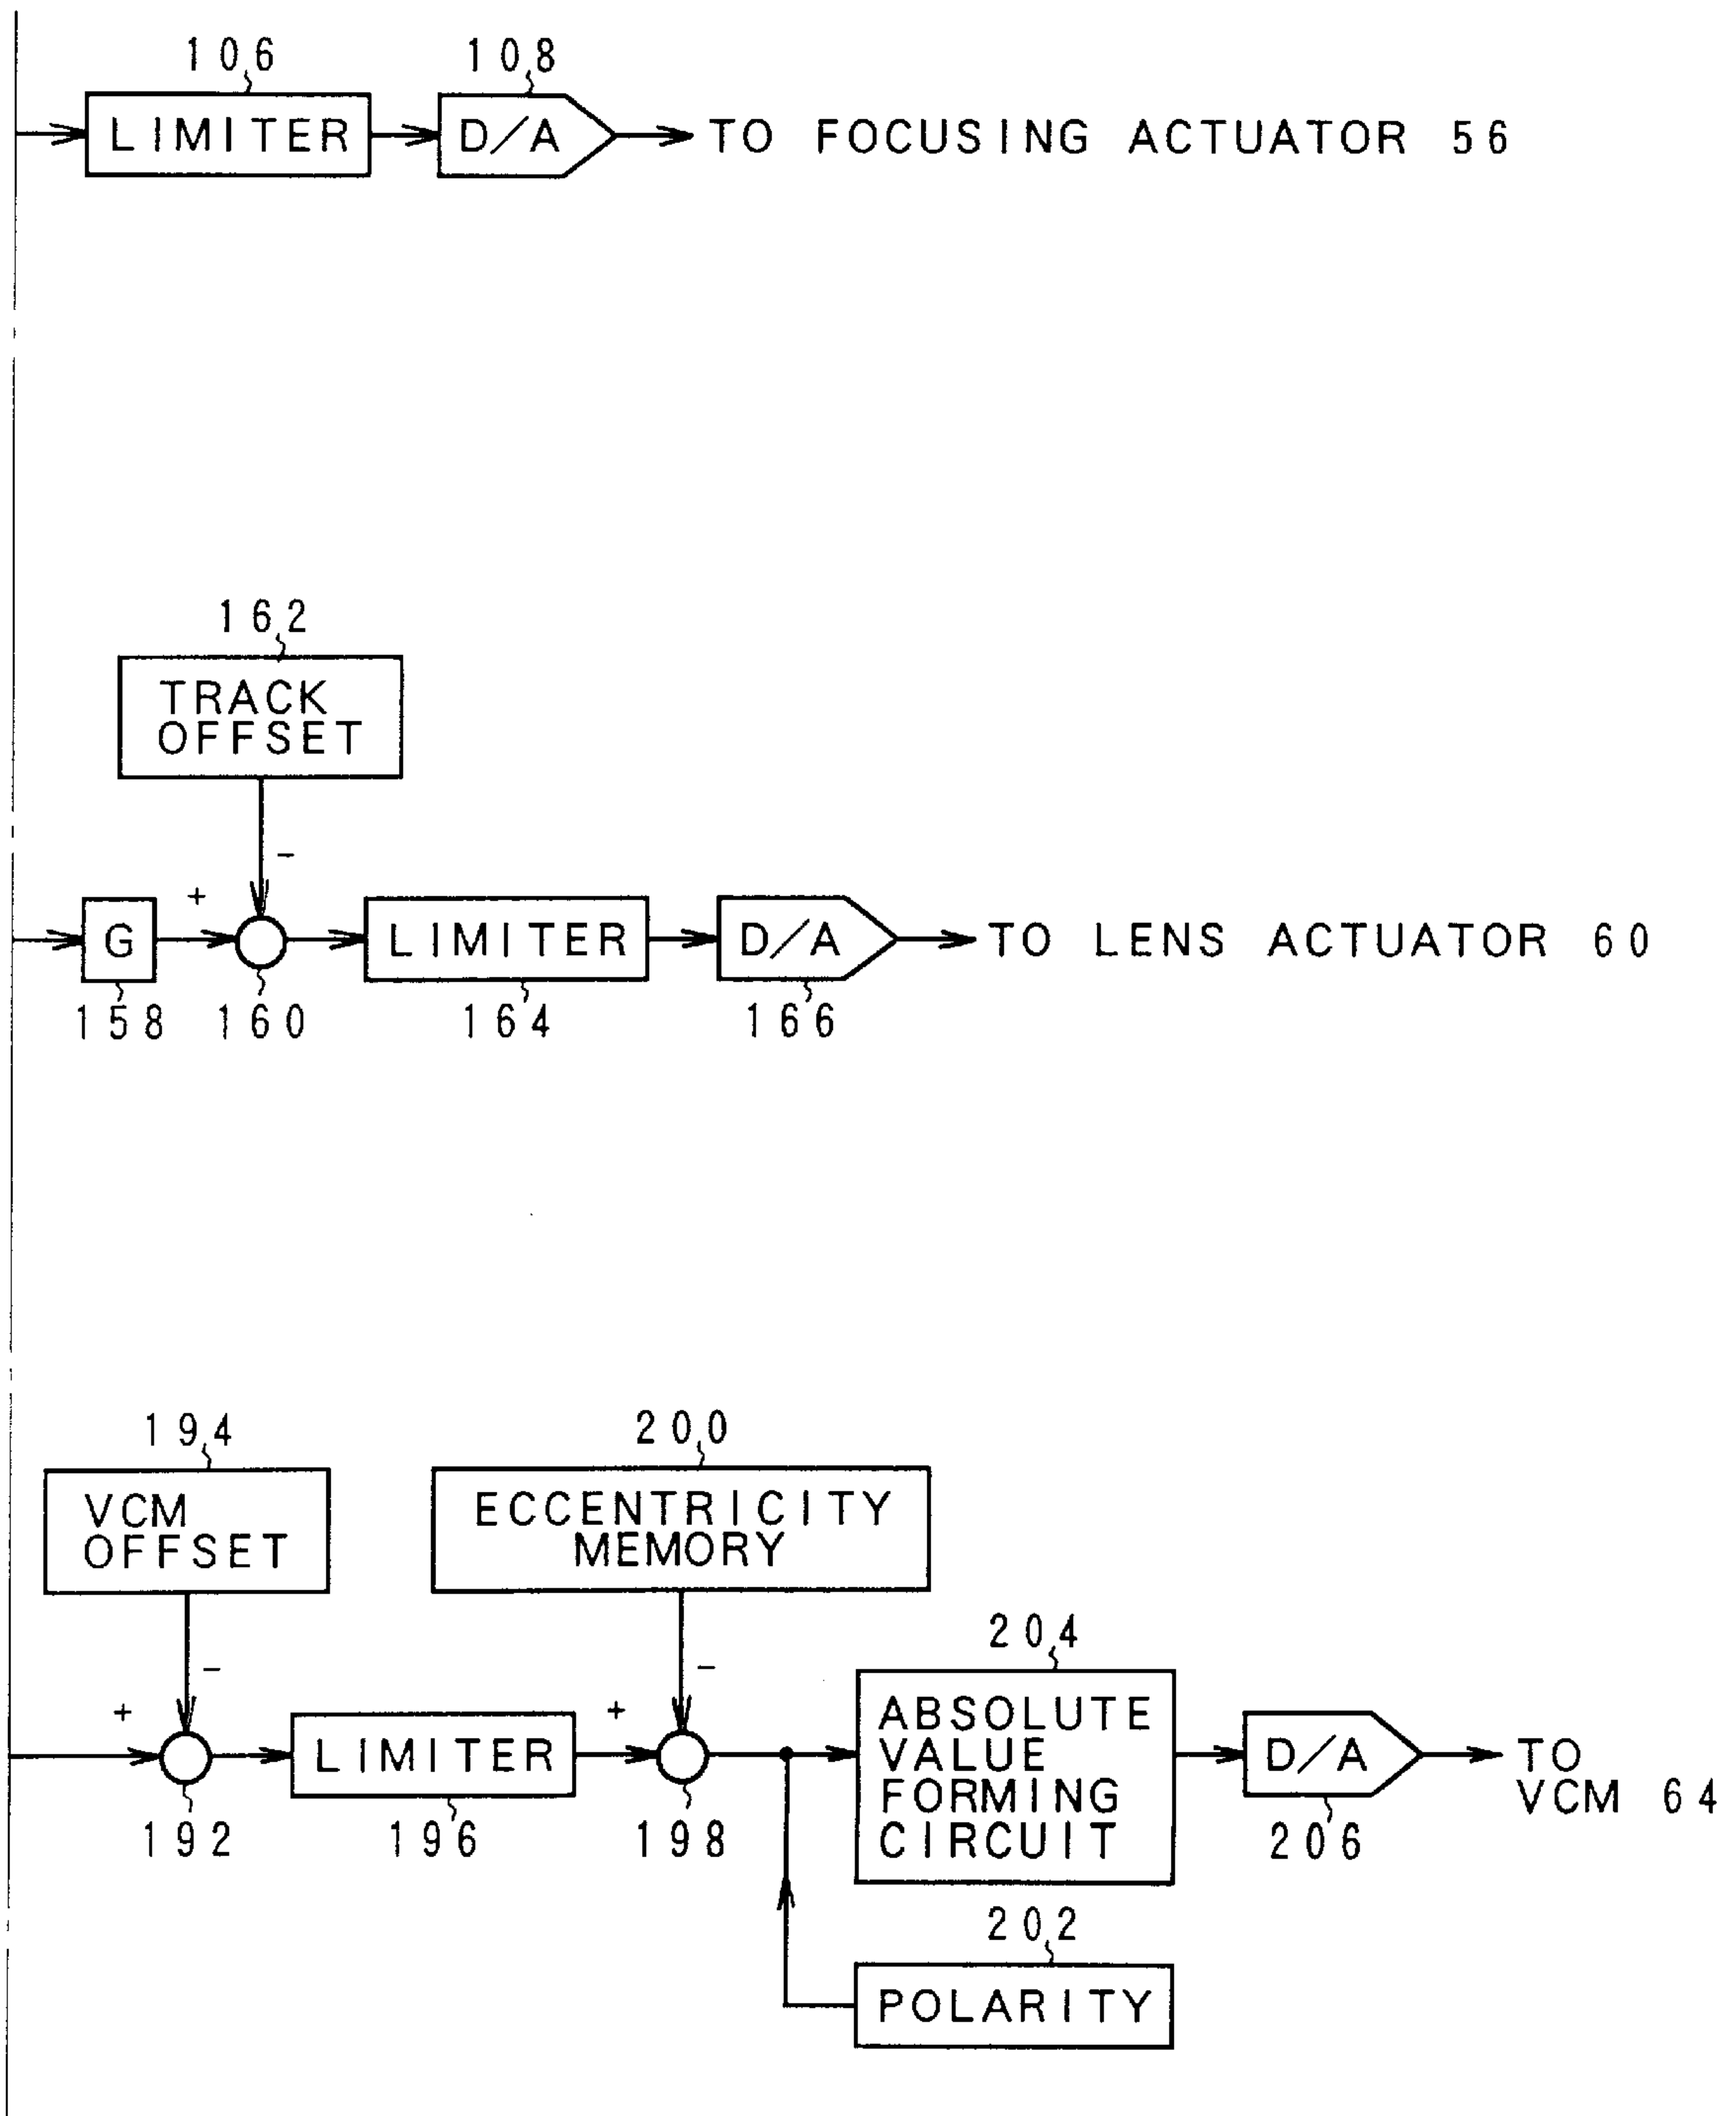 106
108
LIMITER
D/A
TO FOCUSING ACTUATOR 56
162
TRACK
OFFSET
−
+
G
LIMITER
D/A
TO LENS ACTUATOR 60
158
160
164
166
194
200
VCM
OFFSET
ECCENTRICITY
MEMORY
−
−
204
+
+
LIMITER
ABSOLUTE
VALUE
FORMING
CIRCUIT
D/A
TO
VCM 64
192
196
198
206
202
POLARITY